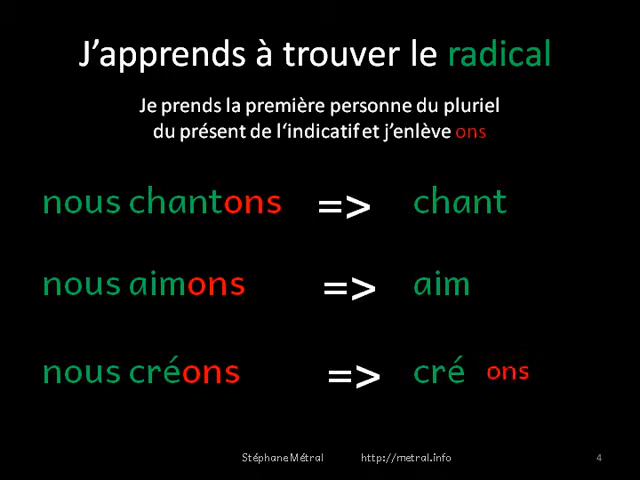 J’apprends à trouver le radical
Je prends la première personne du pluriel
du présent de l‘indicatif et j’enlève ons
nous chantons => chant
nous aimons => aim
nous créons => cré ons
Stéphane Métral http://metral.info 4